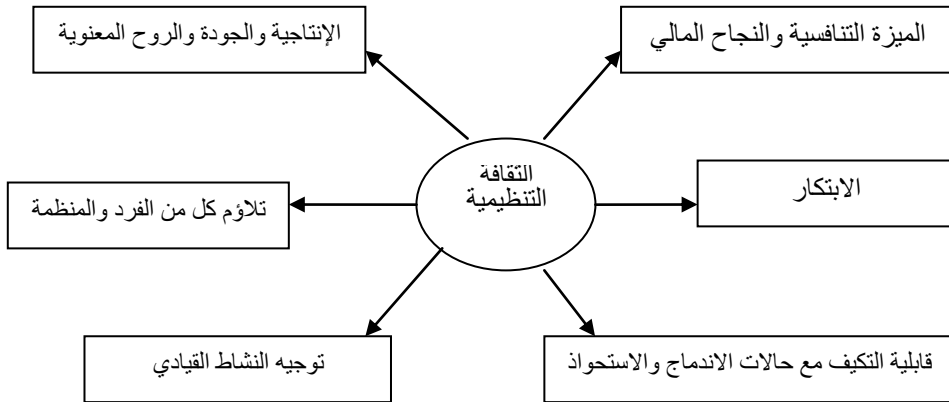 الميزة التنافسية والنجاح المالي
الإنتاجية والجودة والروح المعنوية
الثقافة
التنظيمية
الابتكار
تلاؤم كل من الفرد والمنظمة
قابلية التكيف مع حالات الاندماج والاستحواذ
توجيه النشاط القيادي